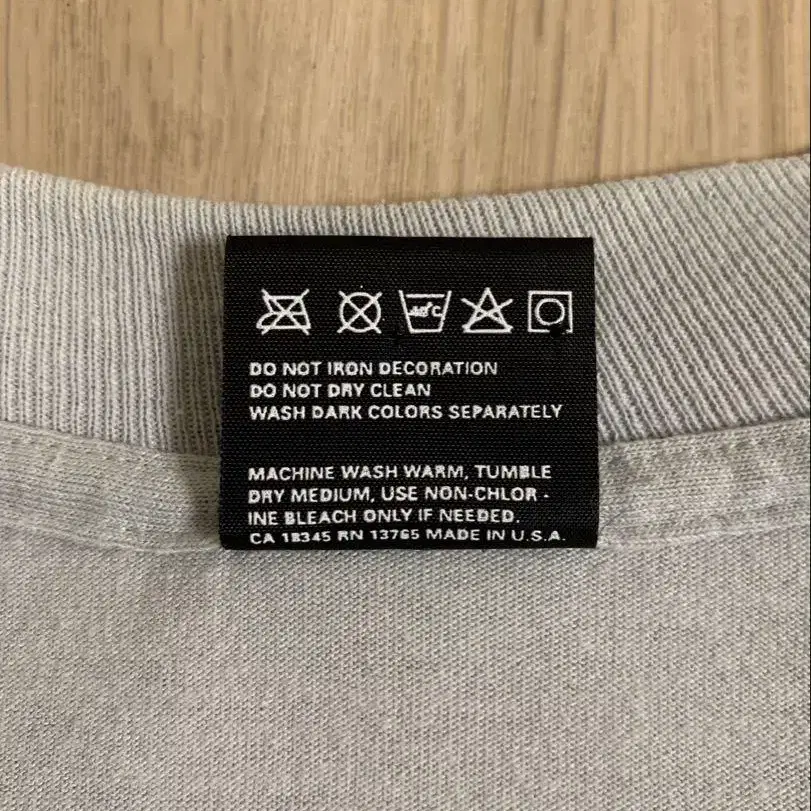 40°C
DO NOT IRON DECORATION
DO NOT DRY CLEAN
WASH DARK COLORS SEPARATELY
MACHINE WASH WARM, TUMBLE
DRY MEDIUM, USE NON-CHLOR -
INE BLEACH ONLY IF NEEDED.
CA 18345 RN 13765 MADE IN U.S.A.